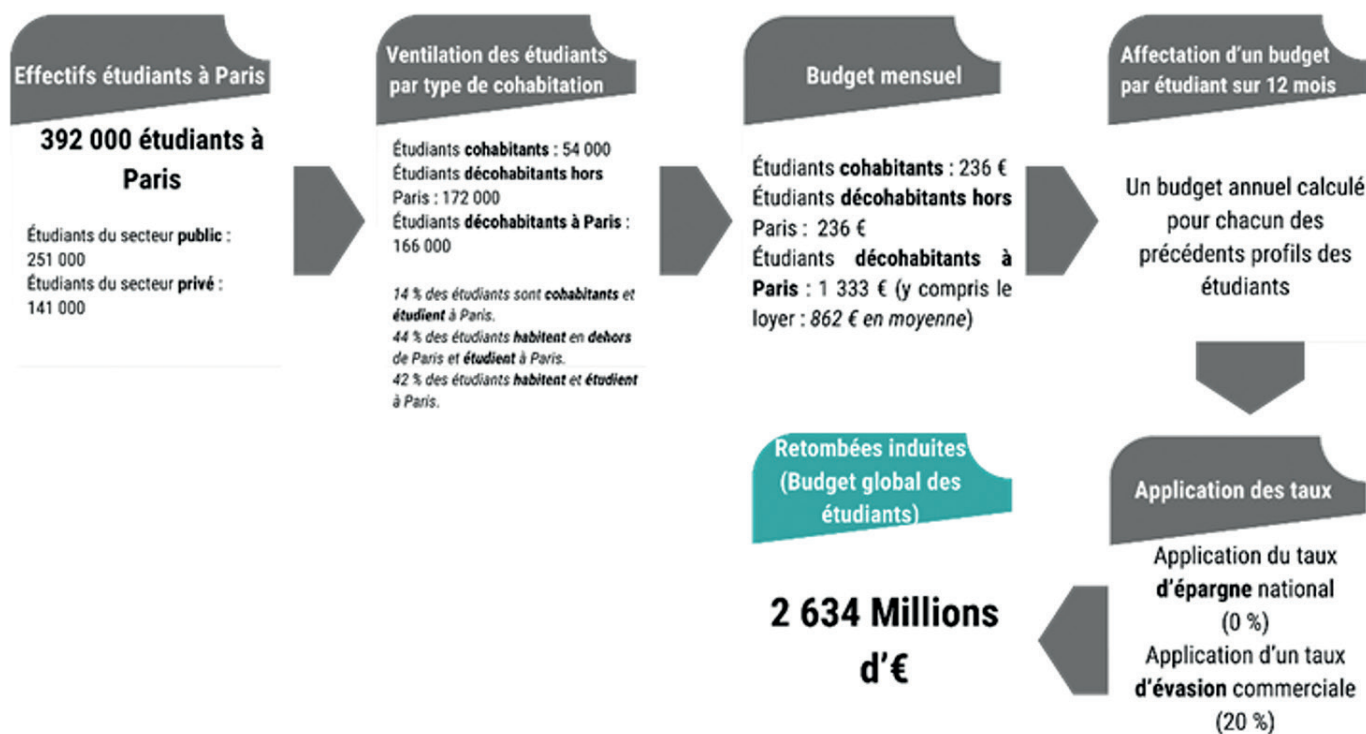 Effectifs étudiants à Paris
392 000 étudiants à
Paris
Étudiants du secteur public :
251 000
Étudiants du secteur privé :
141 000
Ventilation des étudiants
par type de cohabitation
Étudiants cohabitants : 54 000
Étudiants décohabitants hors
Paris : 172 000
Étudiants décohabitants à Paris :
166 000
14 % des étudiants sont cohabitants et
étudient à Paris.
44 % des étudiants habitent en dehors
de Paris et étudient à Paris.
42 % des étudiants habitent et étudient
à Paris.
Budget mensuel
Étudiants cohabitants : 236 €
Étudiants décohabitants hors
Paris : 236 €
Étudiants décohabitants à
Paris : 1 333 € (y compris le
loyer : 862 € en moyenne)
Affectation d’un budget
par étudiant sur 12 mois
Un budget annuel calculé
pour chacun des
précédents profils des
étudiants
Application des taux
Application du taux
d’épargne national
(0 %)
Application d’un taux
d’évasion commerciale
(20 %)
Retombées induites
(Budget global des
étudiants)
2 634 Millions
d’€